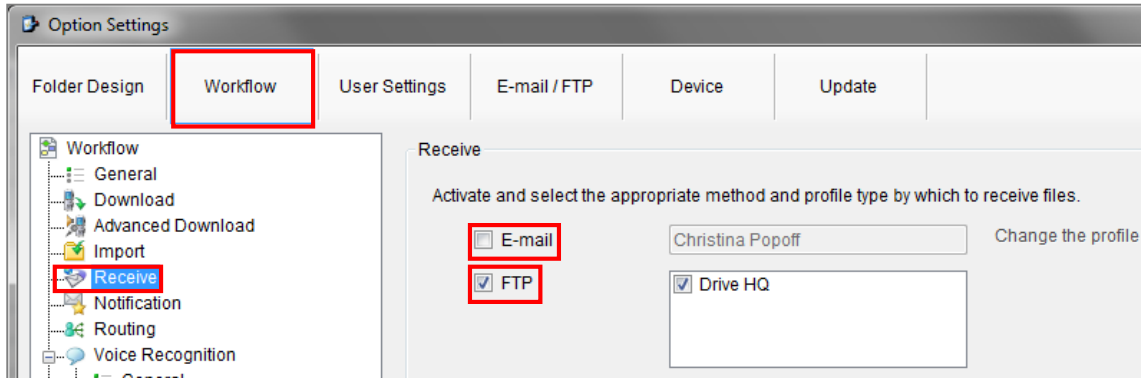 Option Settings
Folder Design Workflow User Settings E-mail / FTP Device Update
Workflow
General
Download
Advanced Download
Import
Receive
Notification
Routing
Voice Recognition
General
Receive
Activate and select the appropriate method and profile type by which to receive files.
E-mail Christina Popoff Change the profile
FTP Drive HQ